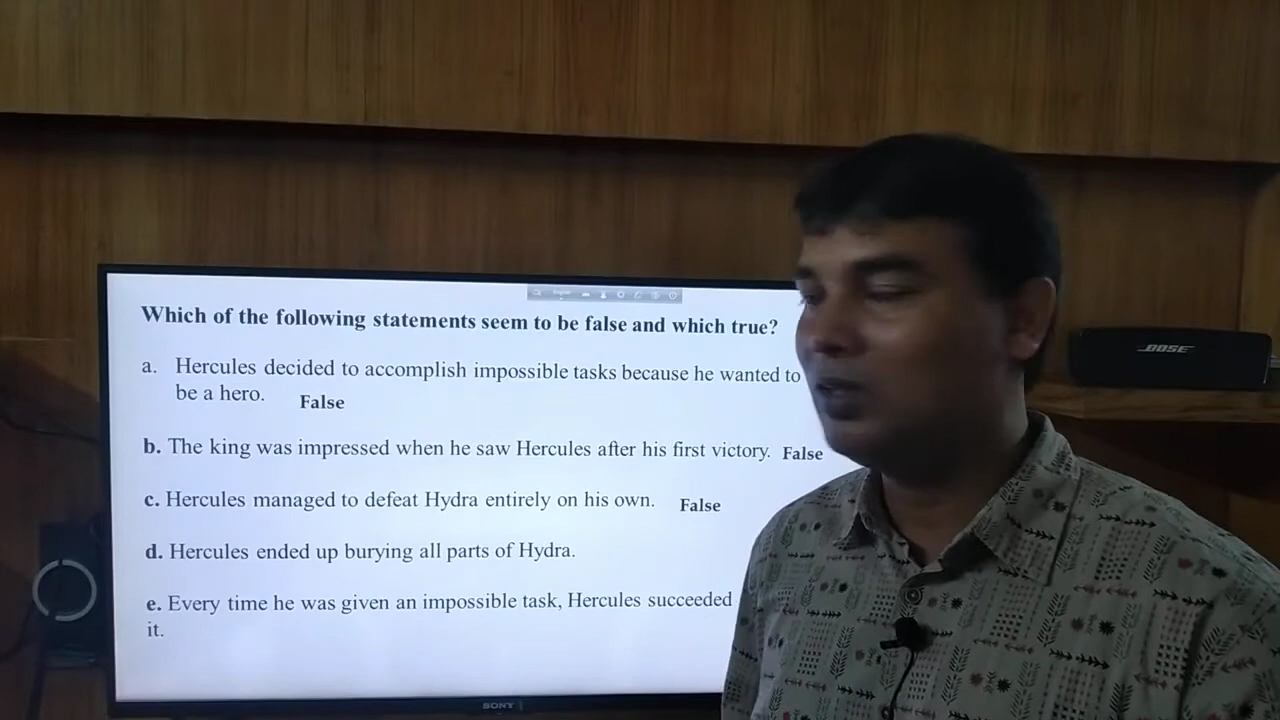 Which of the following statements seem to be false and which true?
a. Hercules decided to accomplish impossible tasks because he wanted to
be a hero. False
b. The king was impressed when he saw Hercules after his first victory. False
c. Hercules managed to defeat Hydra entirely on his own. False
d. Hercules ended up burying all parts of Hydra.
e. Every time he was given an impossible task, Hercules succeeded
it.
SONY
BOSE